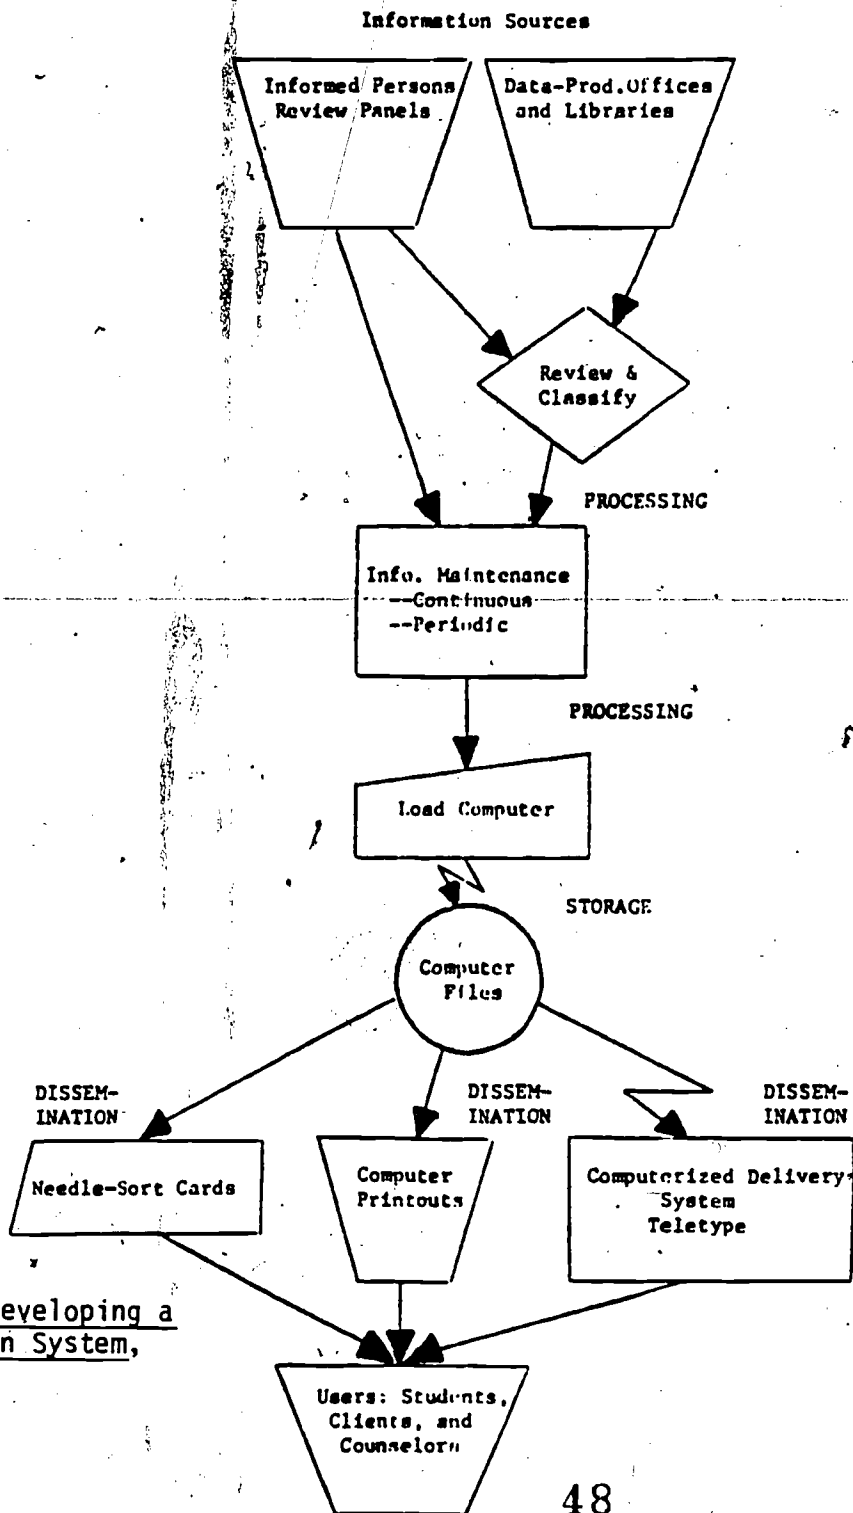 Information Sources
Informed Persons
Review Panels
Data-Prod.Offices
and Libraries
Review &
Classify
PROCESSING
Info. Maintenance
--Continuous
--Periodic
PROCESSING
Load Computer
STORAGE
Computer
Files
DISSEM-
INATION
DISSEM-
INATION
DISSEM-
INATION
Needle-Sort Cards
Computer
Printouts
Computerized Delivery
System
Teletype
eveloping a
n System,
Users: Students,
Clients, and
Counselors
48